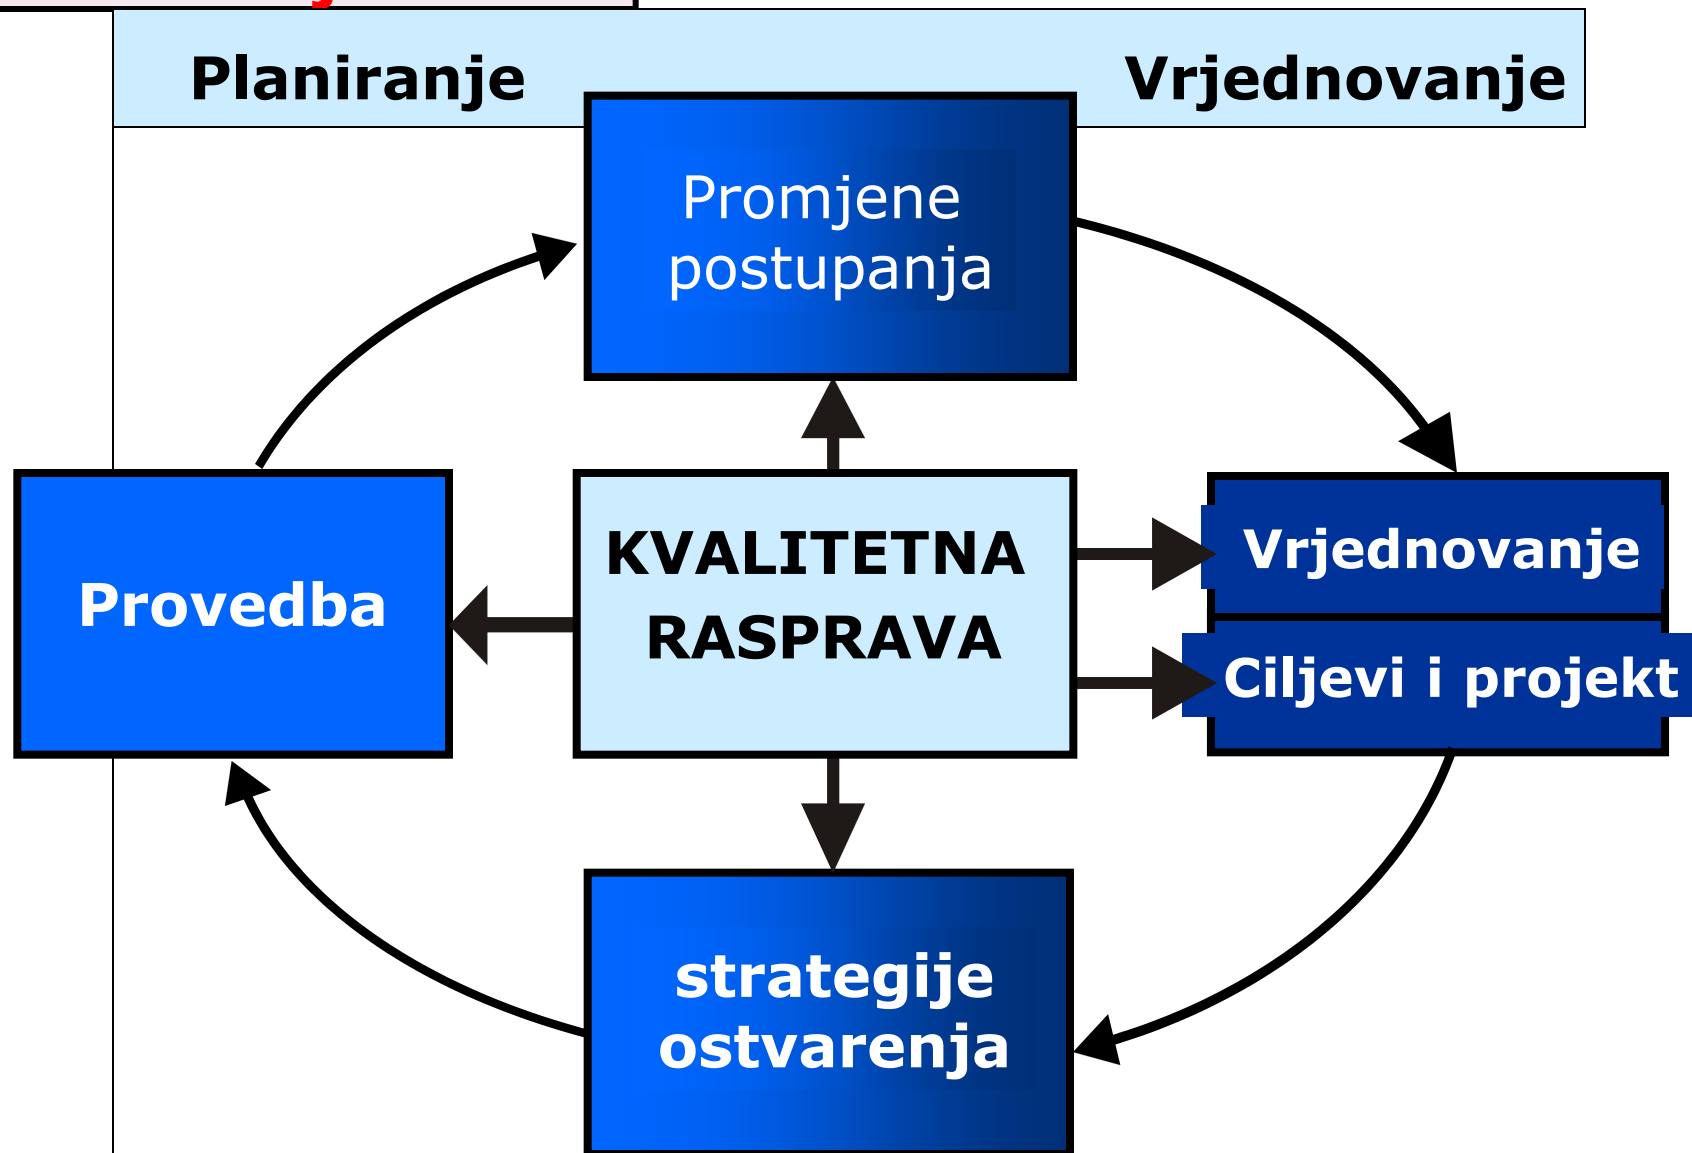 Planiranje
Vrjednovanje
Promjene
postupanja
Provedba
KVALITETNA
RASPRAVA
Vrjednovanje
Ciljevi i projekt
strategije
ostvarenja